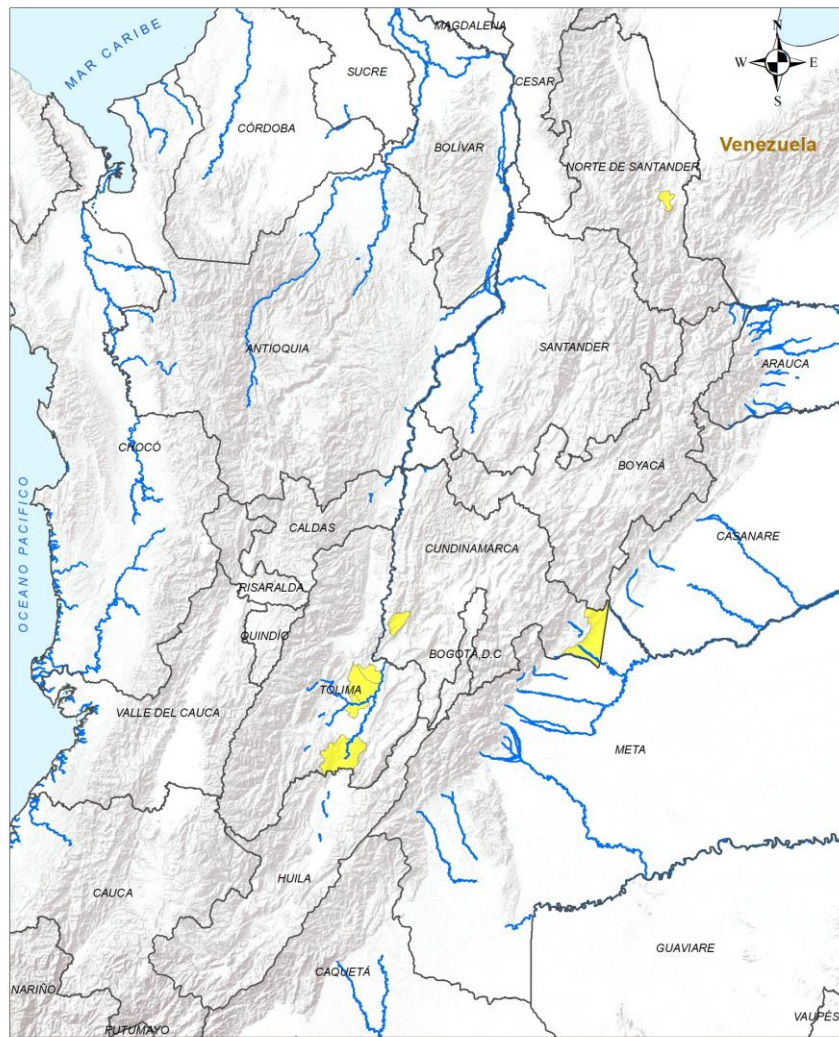 MAGDALENA
N
MAR CARIBE
SUCRE
CESAR
W E
S
CÓRDOBA
BOLÍVAR
Venezuela
NORTE DE SANTANDER
ANTIOQUIA
SANTANDER
ARAUCA
CHOCÓ
BOYACÁ
CALDAS
CUNDINAMARCA
CASANARE
OCEANO PACIFICO
RISARALDA
QUINDÍO
BOGOTÁ,D.C
TOLIMA
VALLE DEL CAUCA
META
HUILA
CAUCA
GUAVIARE
CAQUETÁ
NARIÑO
VAUPÉS
PUTUMAYO